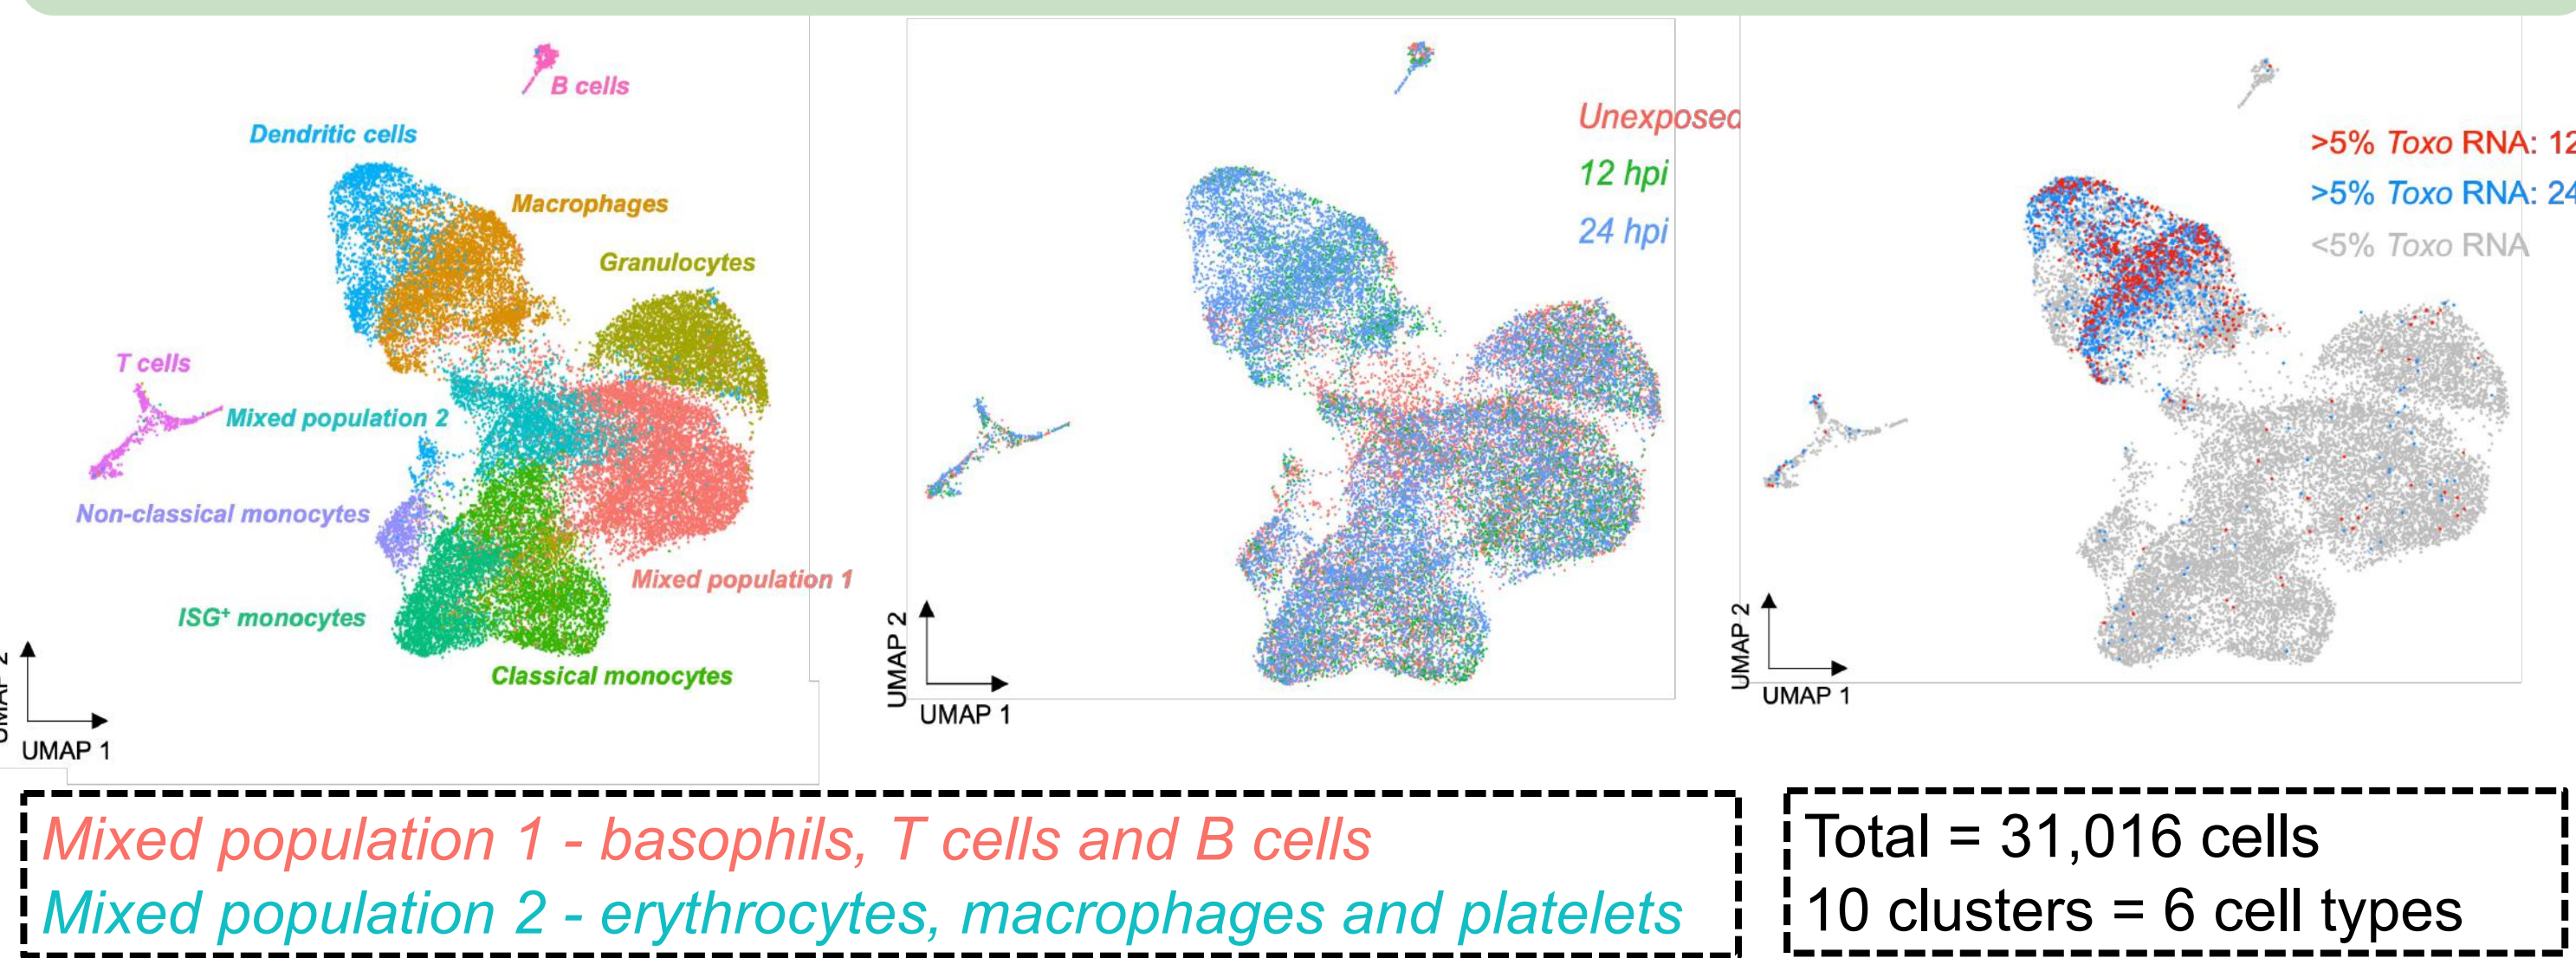 B cells
Dendritic cells
Macrophages
Granulocytes
T cells
Mixed population 2
Non-classical monocytes
Mixed population 1
ISG⁺ monocytes
Classical monocytes
UMAP 2
UMAP 1
Unexposed
12 hpi
24 hpi
UMAP 2
UMAP 1
>5% Toxo RNA: 12
>5% Toxo RNA: 24
<5% Toxo RNA
UMAP 2
UMAP 1
Mixed population 1 - basophils, T cells and B cells
Mixed population 2 - erythrocytes, macrophages and platelets
Total = 31,016 cells
10 clusters = 6 cell types